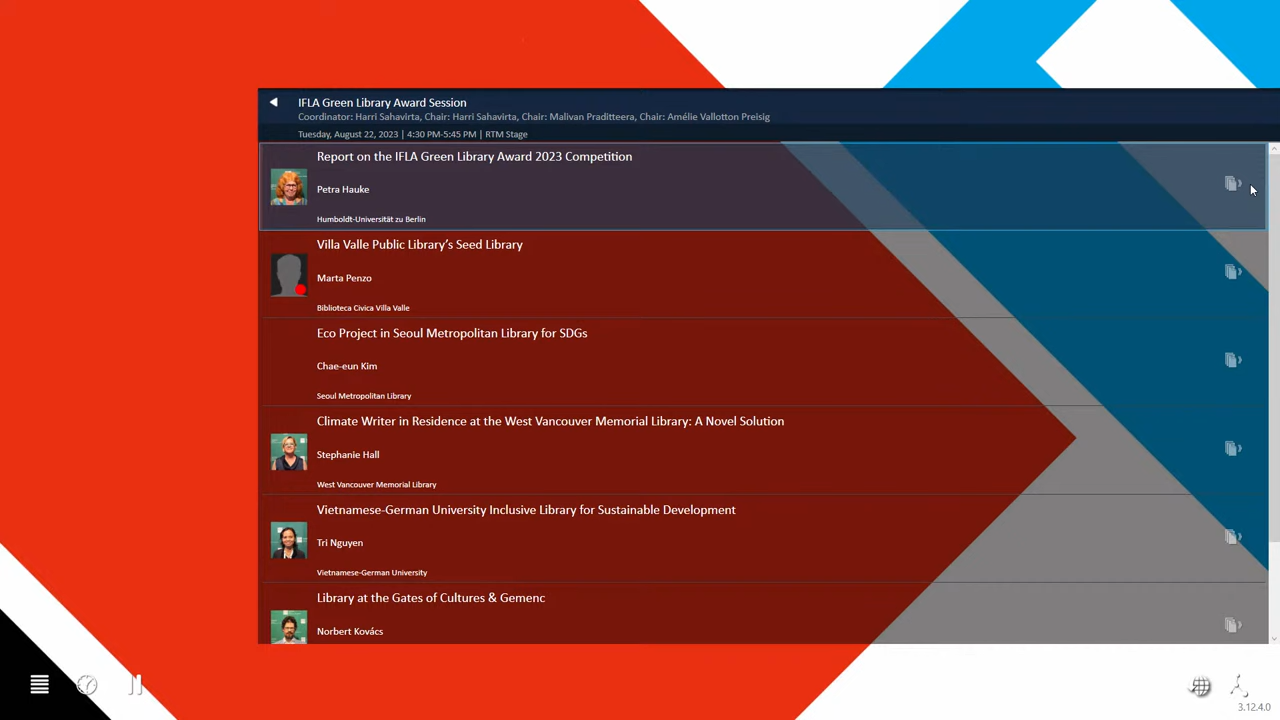 IFLA Green Library Award Session
Coordinator: Harri Sahavirta, Chair: Harri Sahavirta, Chair: Malivan Praditteera, Chair: Amélie Vallotton Preisig
Tuesday, August 22, 2023 | 4:30 PM-5:45 PM | RTM Stage
Report on the IFLA Green Library Award 2023 Competition
Petra Hauke
Humboldt-Universität zu Berlin
Villa Valle Public Library’s Seed Library
Marta Penzo
Biblioteca Civica Villa Valle
Eco Project in Seoul Metropolitan Library for SDGs
Chae-eun Kim
Seoul Metropolitan Library
Climate Writer in Residence at the West Vancouver Memorial Library: A Novel Solution
Stephanie Hall
West Vancouver Memorial Library
Vietnamese-German University Inclusive Library for Sustainable Development
Tri Nguyen
Vietnamese-German University
Library at the Gates of Cultures & Gemenc
Norbert Kovács
3.12.4.0